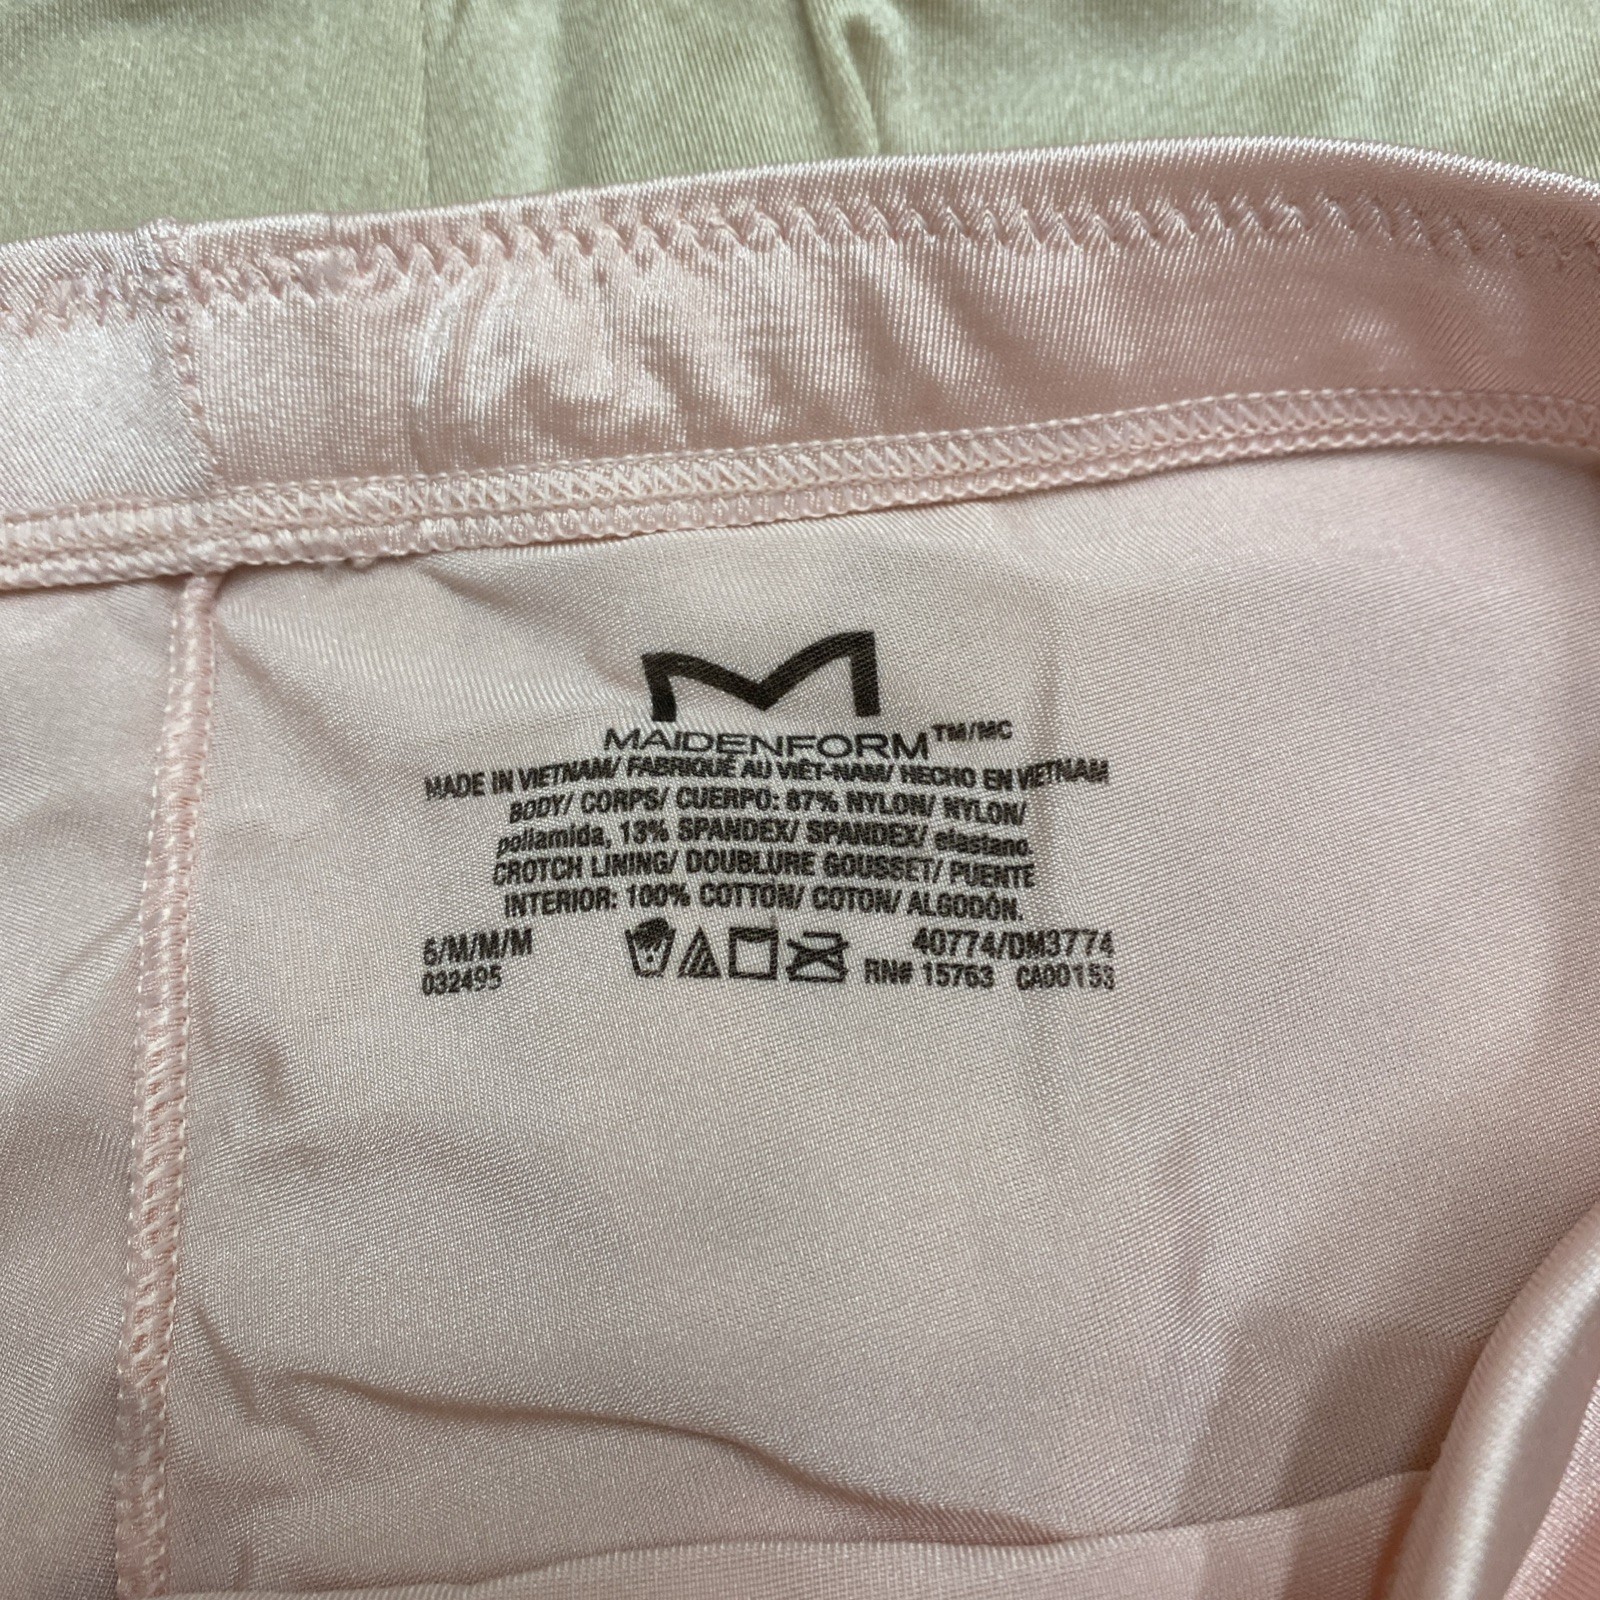 M
MAIDENFORM™/MC
MADE IN VIETNAM/ FABRIQUÉ AU VIÊT-NAM/ HECHO EN VIETNAM
BODY/ CORPS/ CUERPO: 87% NYLON/ NYLON/
poliamida, 13% SPANDEX/ SPANDEX/ elastano.
CROTCH LINING/ DOUBLURE GOUSSET/ PUENTE
INTERIOR: 100% COTTON/ COTON/ ALGODÓN.
6/M/M/M 40774/DM3774
032495 RN# 15763 CA00153